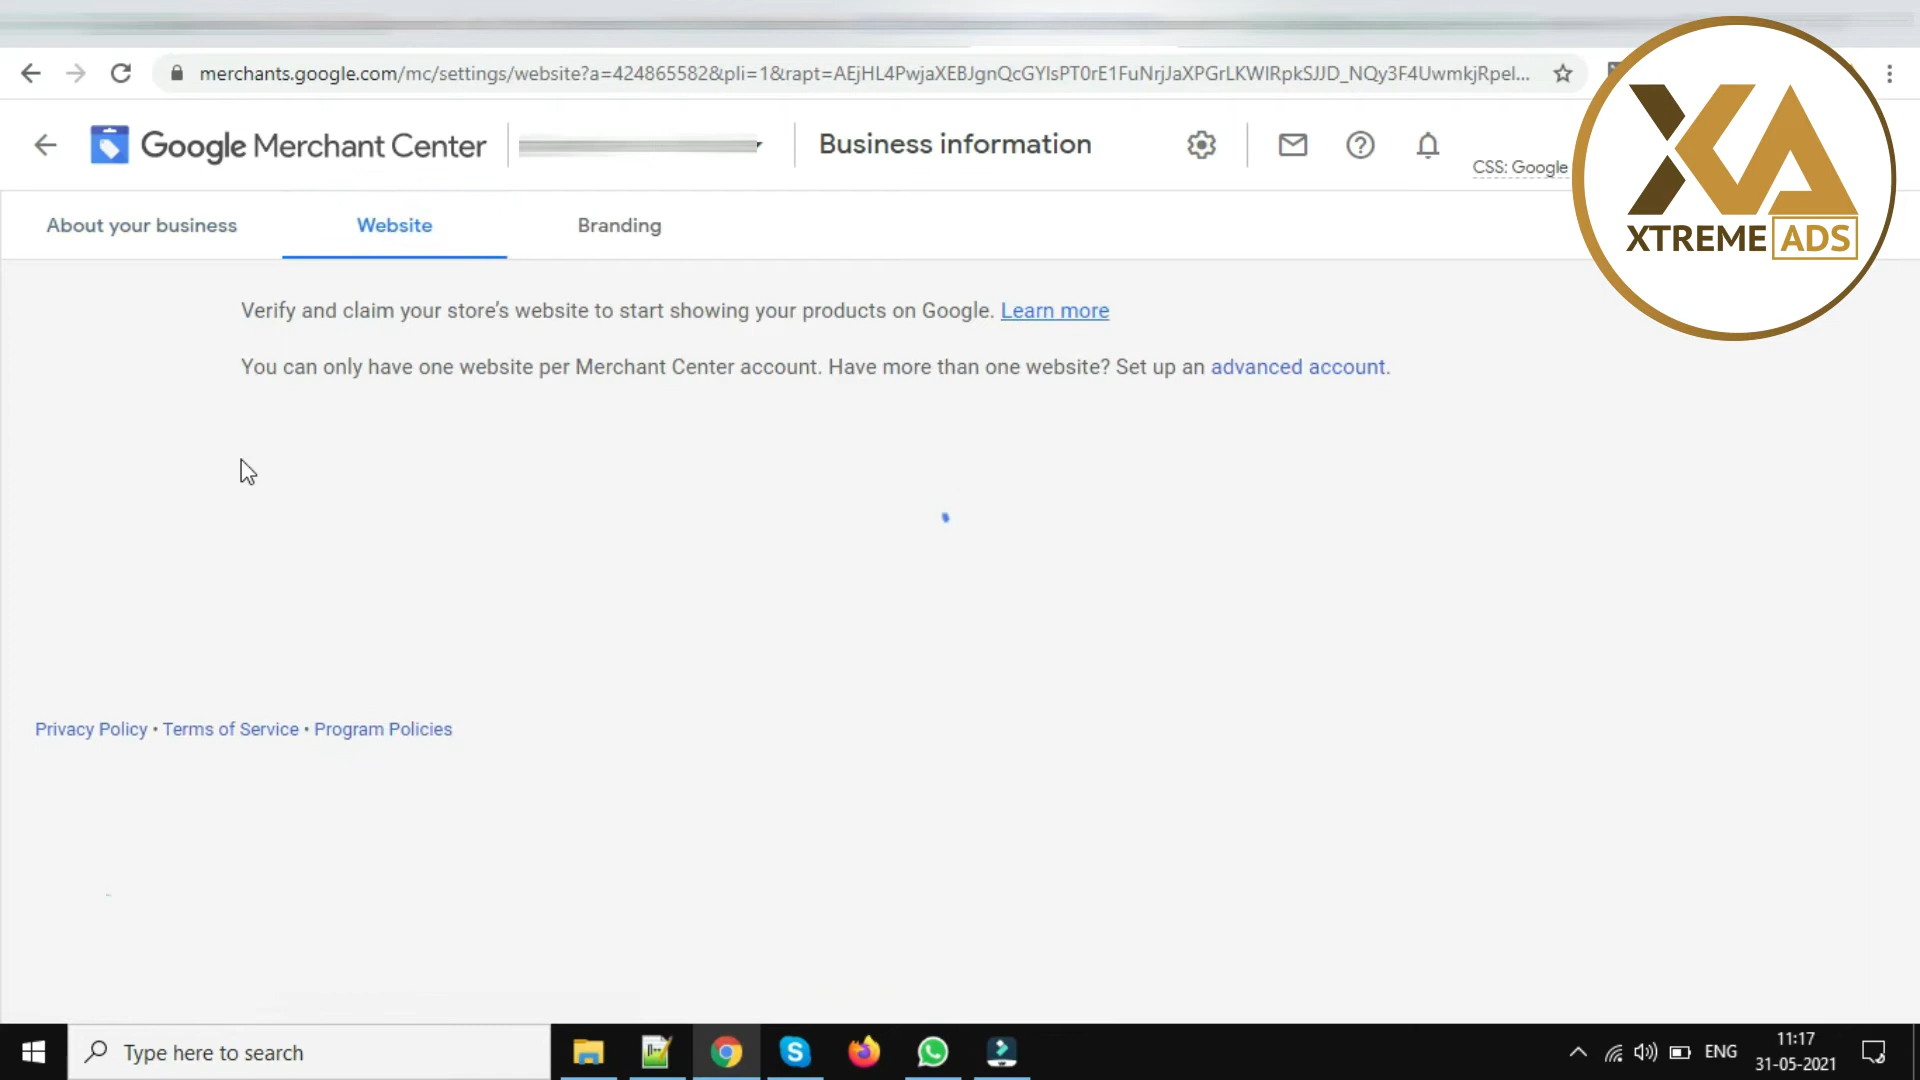 merchants.google.com/mc/settings/website?a=424865582&pli=1&rapt=AEjHL4PwjaXEBJgnQcGYIsPT0rE1FuNrjJaXPGrLKWIRpkSJJD_NQy3F4UwmkjRpel...
Google Merchant Center
Business information
CSS: Google
XA
XTREME ADS
About your business
Website
Branding
Verify and claim your store's website to start showing your products on Google. Learn more
You can only have one website per Merchant Center account. Have more than one website? Set up an advanced account.
Privacy Policy • Terms of Service • Program Policies
Type here to search
ENG
11:17
31-05-2021